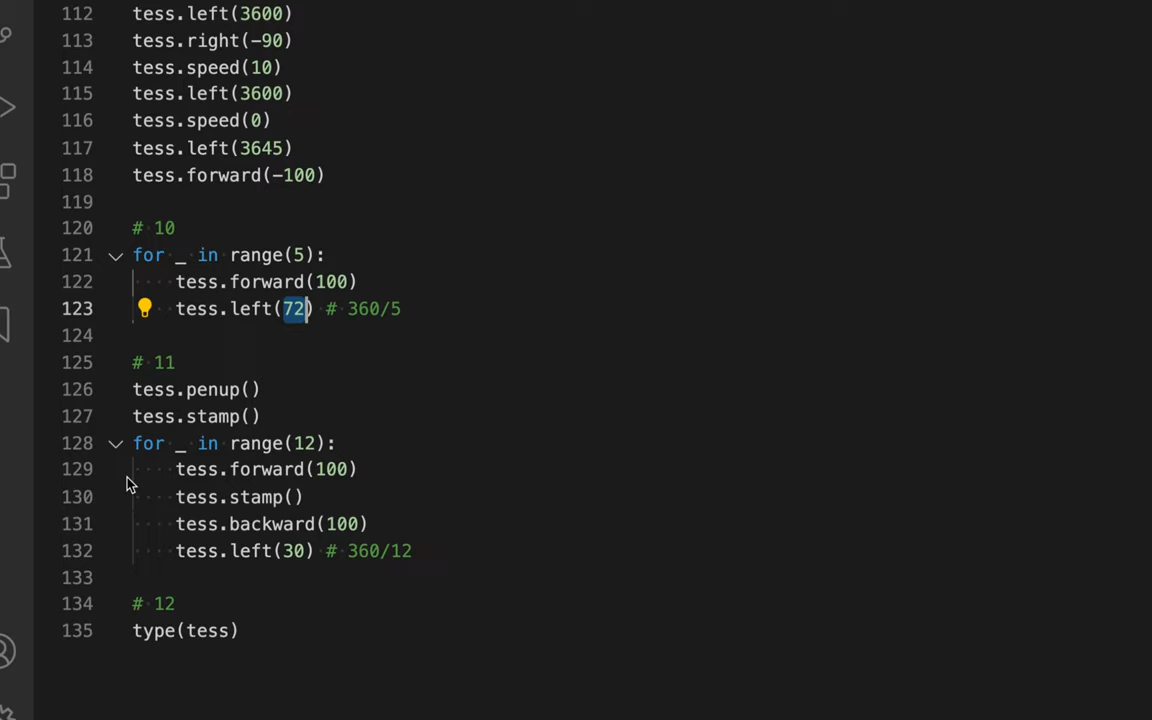 112 tess.left(3600)
113 tess.right(-90)
114 tess.speed(10)
115 tess.left(3600)
116 tess.speed(0)
117 tess.left(3645)
118 tess.forward(-100)
119
120 # 10
121 for _ in range(5):
122     tess.forward(100)
123     tess.left(72) # 360/5
124
125 # 11
126 tess.penup()
127 tess.stamp()
128 for _ in range(12):
129     tess.forward(100)
130     tess.stamp()
131     tess.backward(100)
132     tess.left(30) # 360/12
133
134 # 12
135 type(tess)